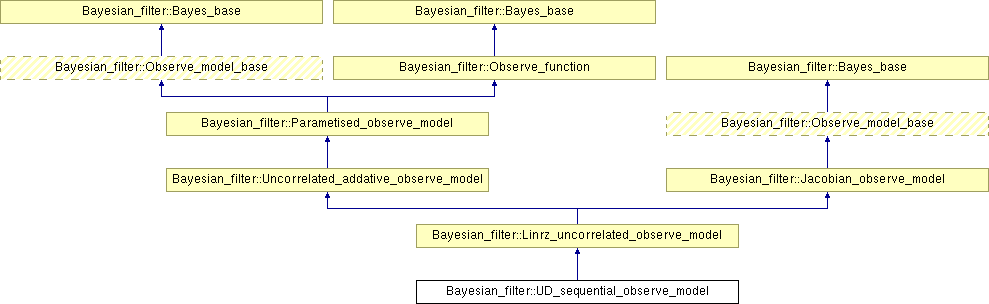 Bayesian_filter::Bayes_base
Bayesian_filter::Bayes_base
Bayesian_filter::Observe_model_base
Bayesian_filter::Observe_function
Bayesian_filter::Bayes_base
Bayesian_filter::Parametised_observe_model
Bayesian_filter::Observe_model_base
Bayesian_filter::Uncorrelated_addative_observe_model
Bayesian_filter::Jacobian_observe_model
Bayesian_filter::Linrz_uncorrelated_observe_model
Bayesian_filter::UD_sequential_observe_model